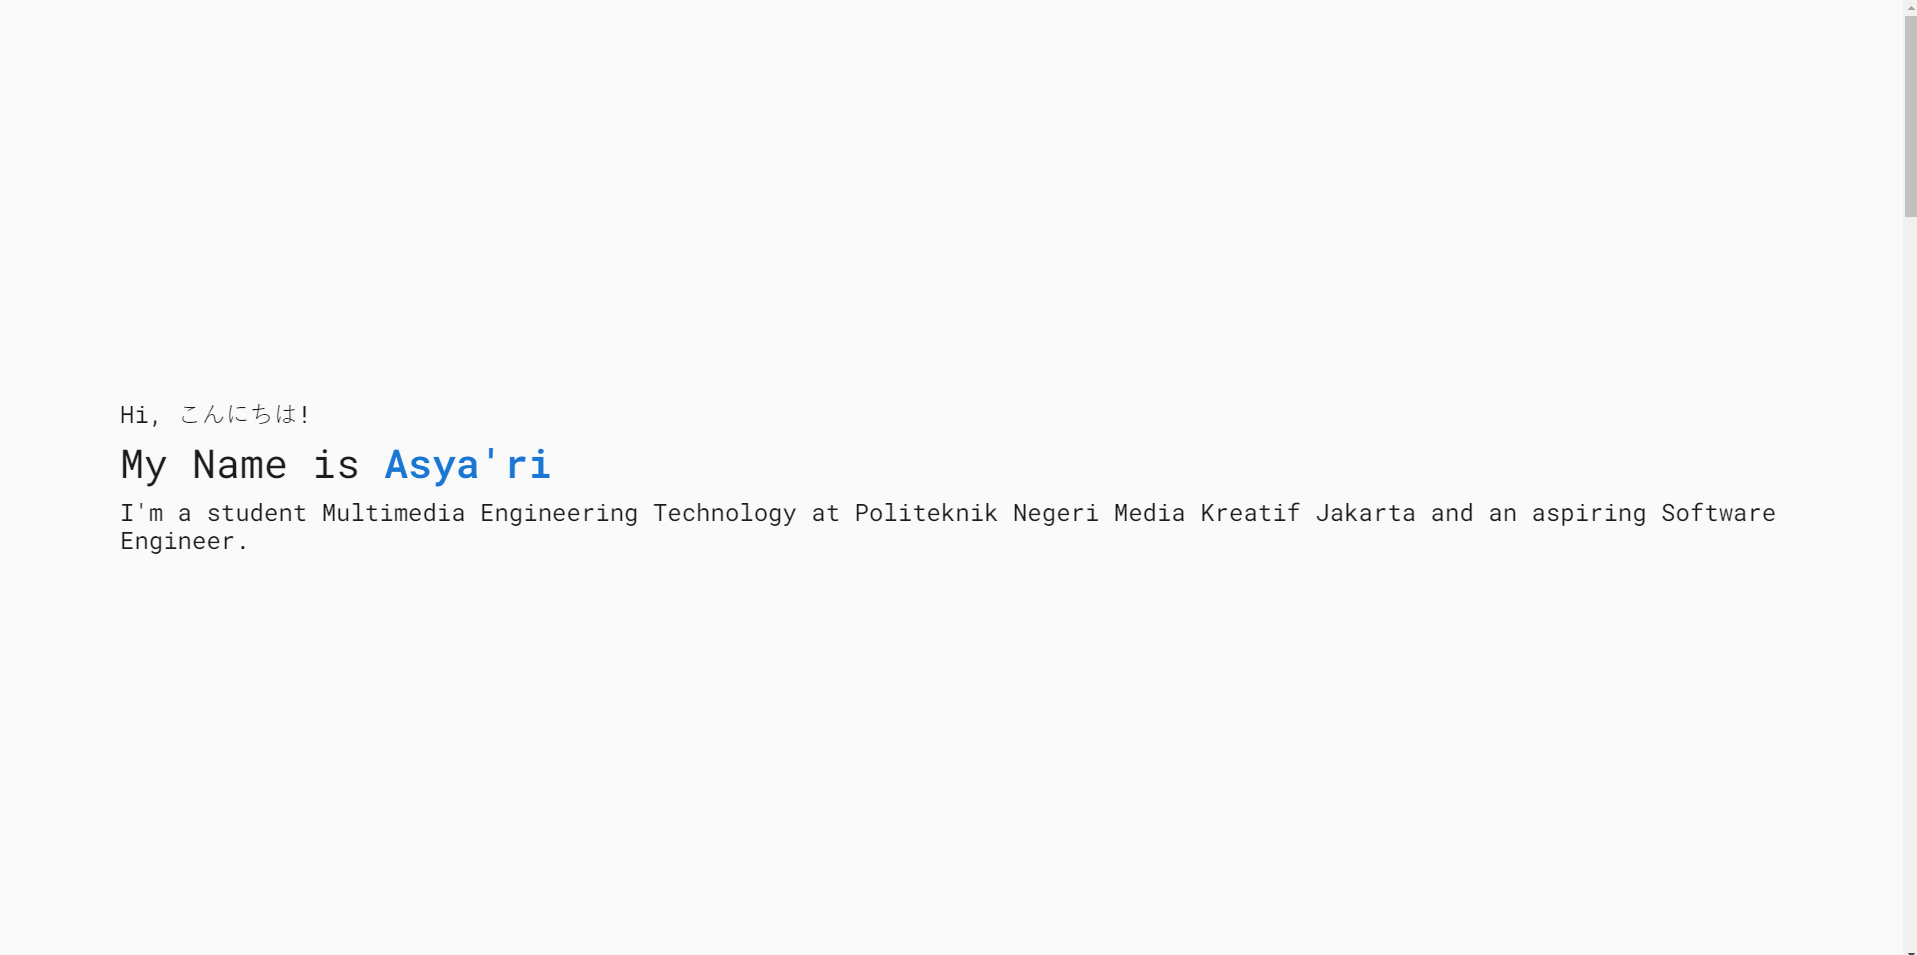 Hi, こんにちは!
My Name is Asya'ri
I'm a student Multimedia Engineering Technology at Politeknik Negeri Media Kreatif Jakarta and an aspiring Software
Engineer.